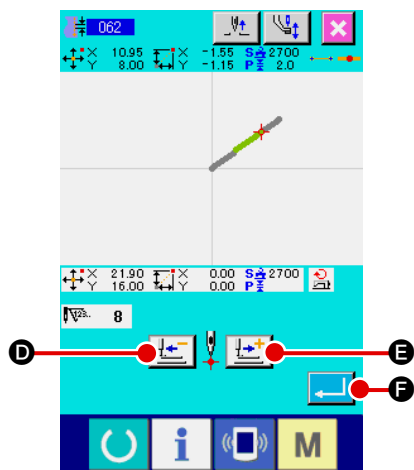 062
X 10.95 X -1.55 S 2700
Y 8.00 Y -1.15 P 2.0
X 21.90 X 0.00 S 2700
Y 16.00 Y 0.00 P
N123.. 8
D E
F
i M